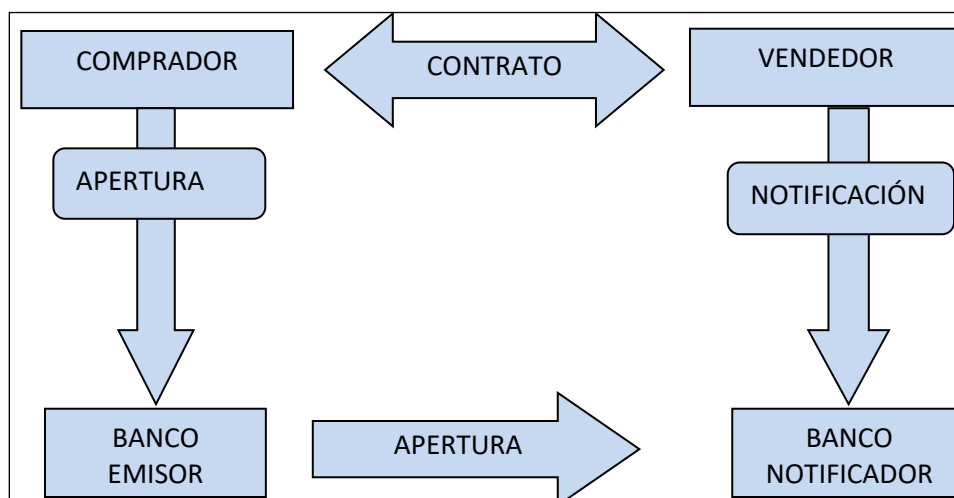 COMPRADOR
CONTRATO
VENDEDOR
APERTURA
NOTIFICACIÓN
BANCO
EMISOR
APERTURA
BANCO
NOTIFICADOR